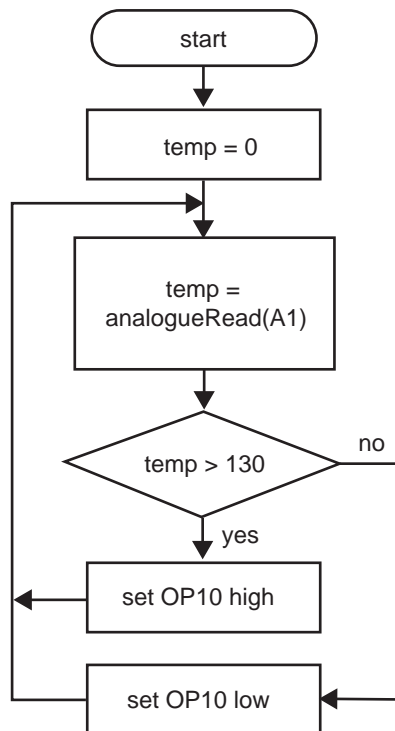 start
temp = 0
temp =
analogueRead(A1)
temp > 130
no
yes
set OP10 high
set OP10 low